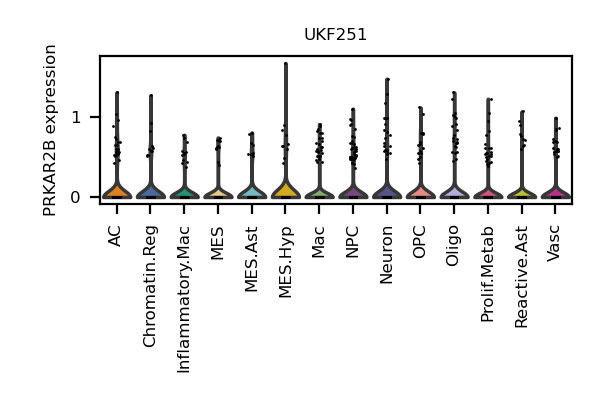 UKF251
PRKAR2B expression
1
0
AC
Chromatin.Reg
Inflammatory.Mac
MES
MES.Ast
MES.Hyp
Mac
NPC
Neuron
OPC
Oligo
Prolif.Metab
Reactive.Ast
Vasc